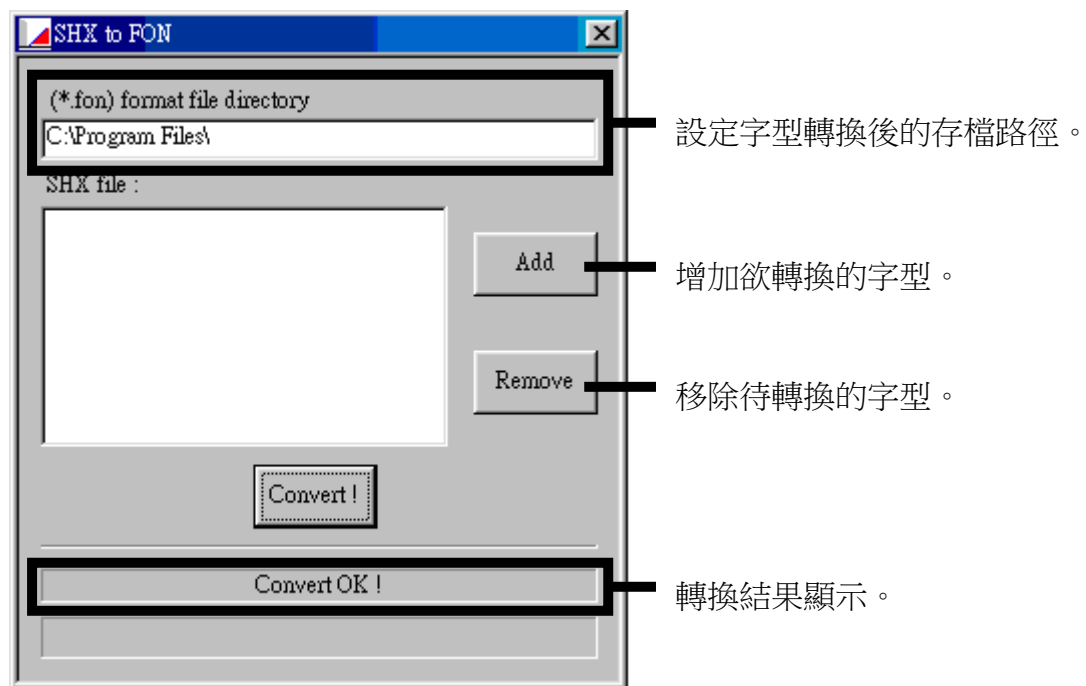 SHX to FON
(*.fon) format file directory
C:\Program Files\
設定字型轉換後的存檔路徑。
SHX file :
Add
增加欲轉換的字型。
Remove
移除待轉換的字型。
Convert !
Convert OK !
轉換結果顯示。